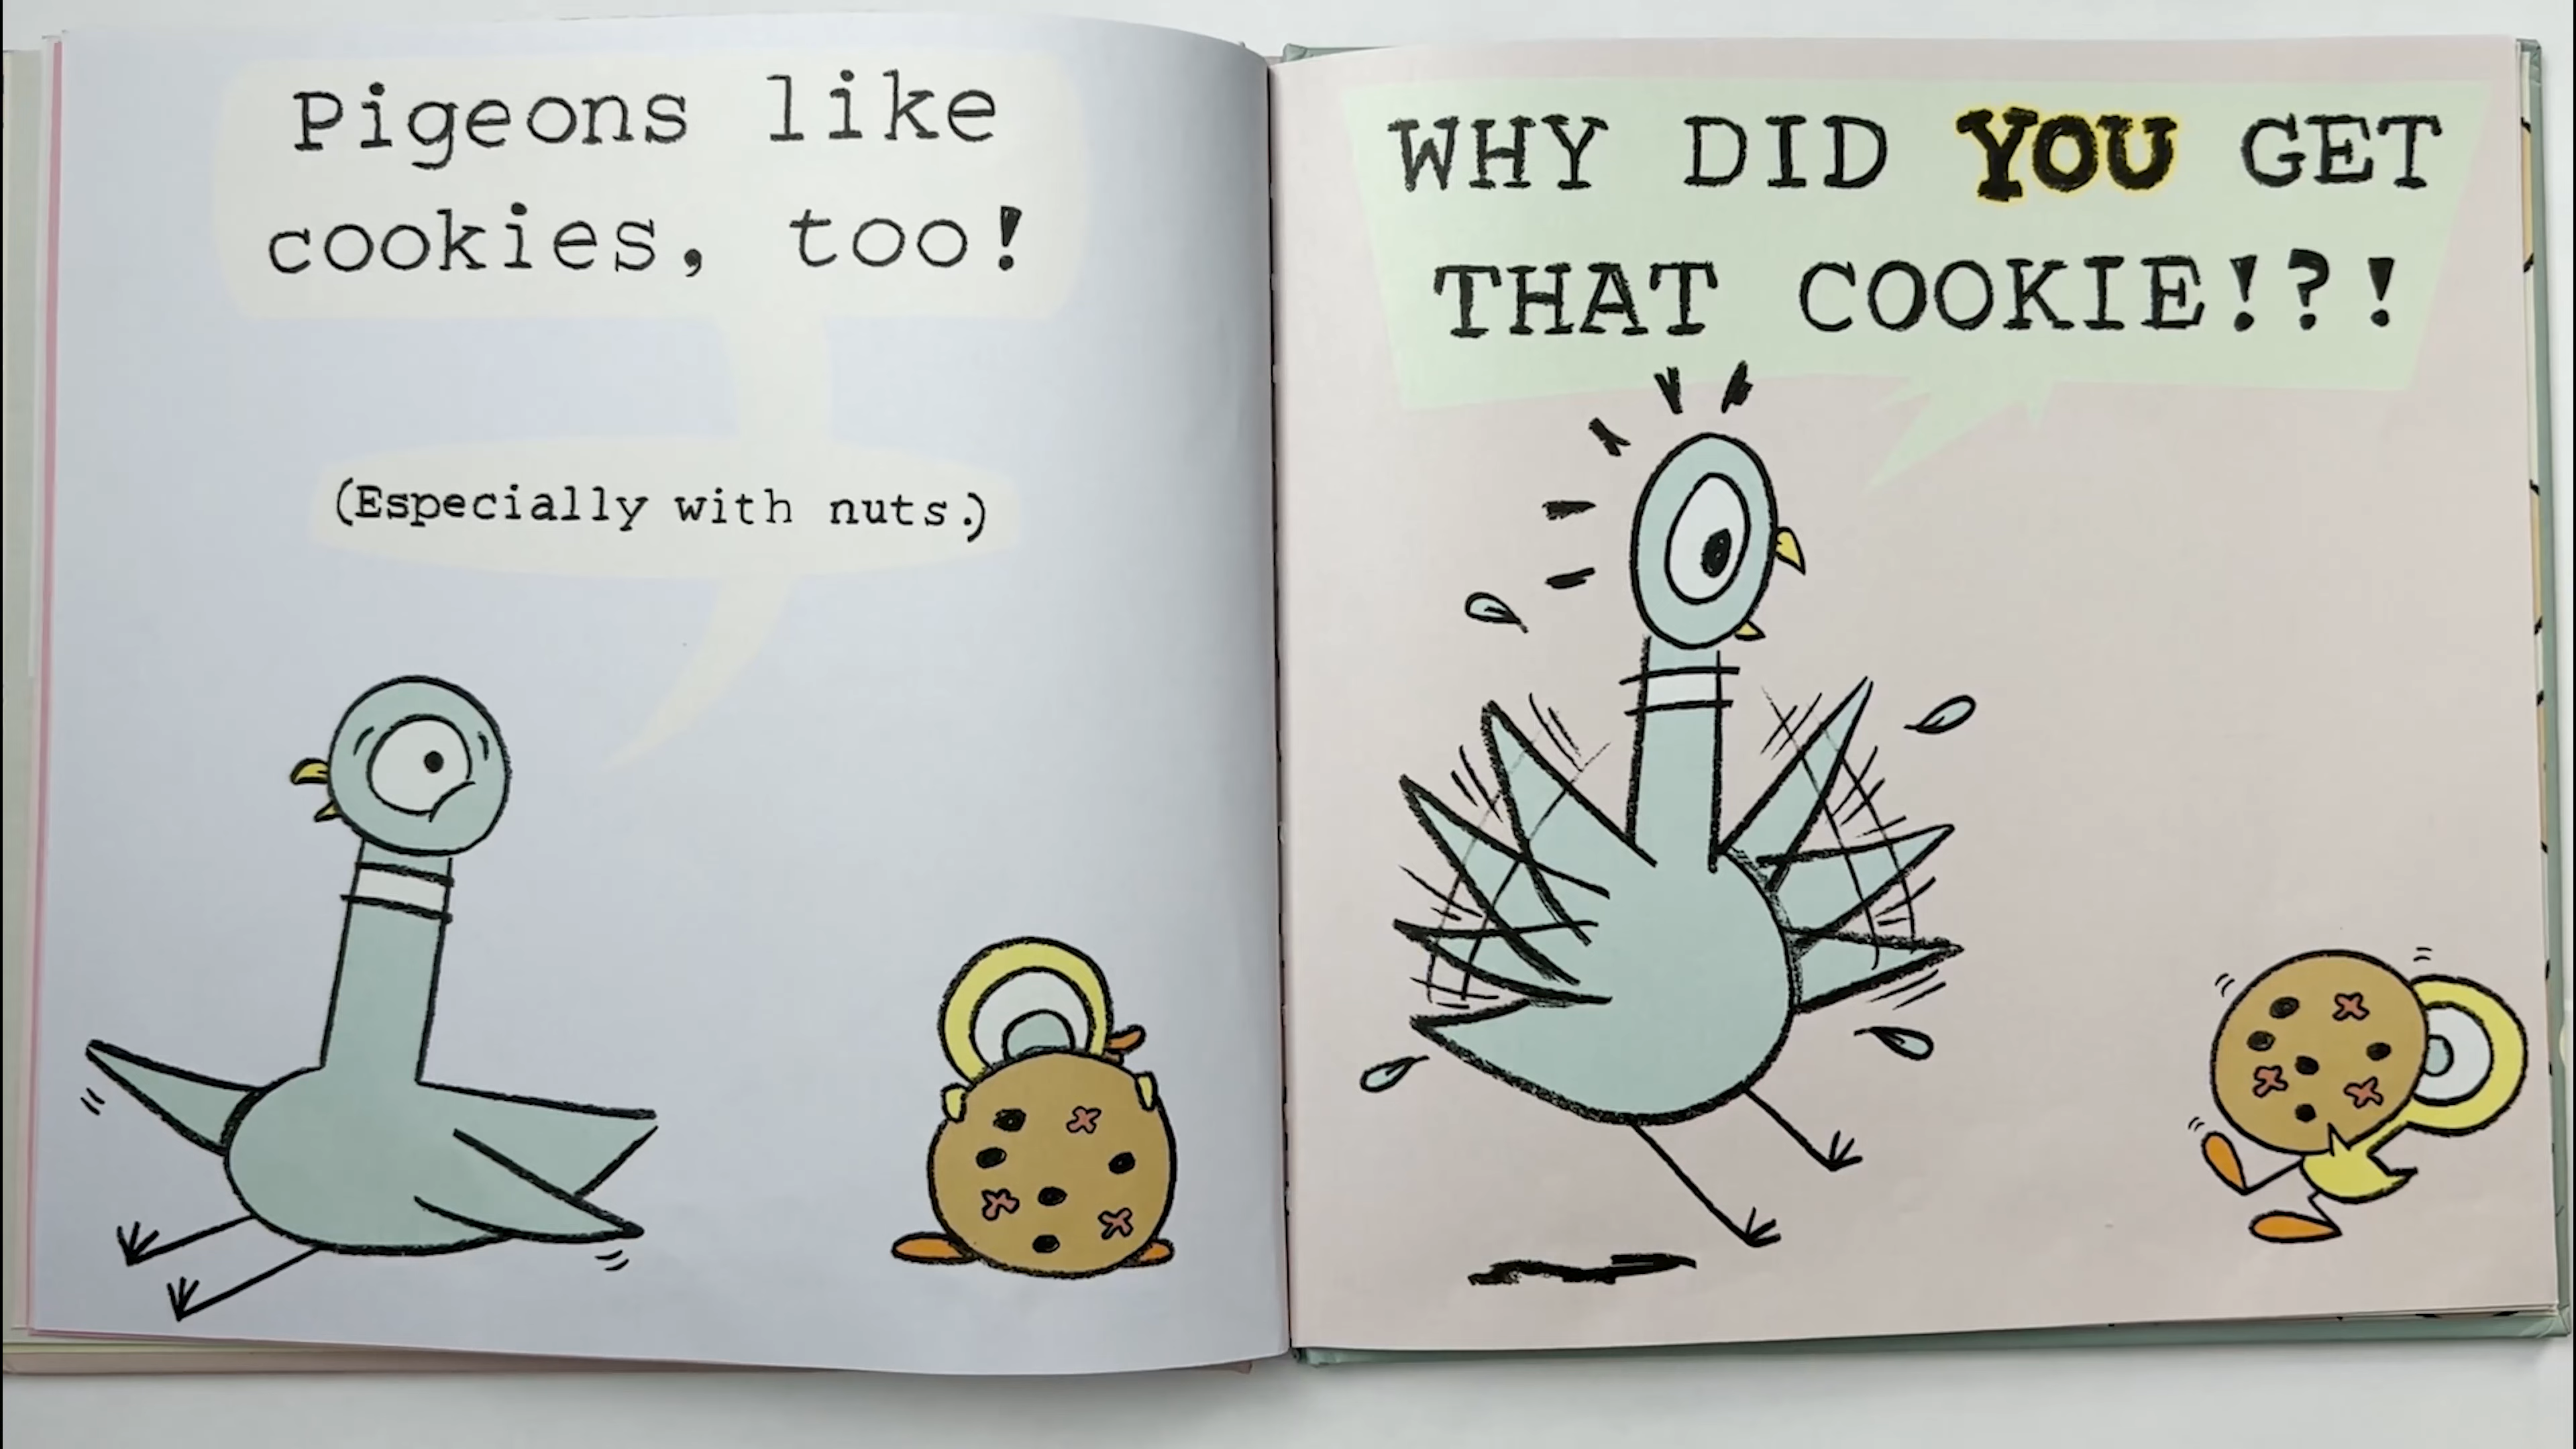 Pigeons like
cookies, too!
(Especially with nuts.)
WHY DID YOU GET
THAT COOKIE!?!